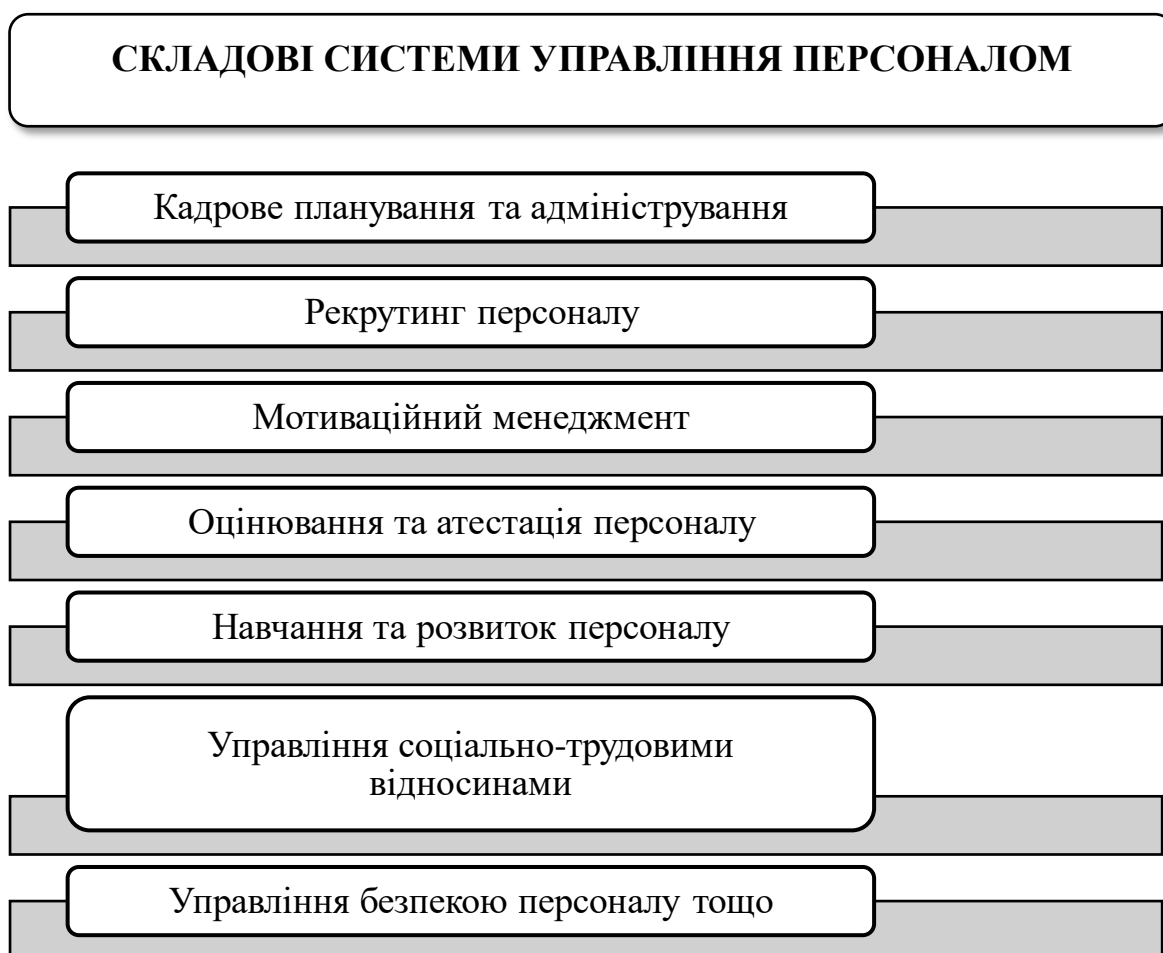 СКЛАДОВІ СИСТЕМИ УПРАВЛІННЯ ПЕРСОНАЛОМ
Кадрове планування та адміністрування
Рекрутинг персоналу
Мотиваційний менеджмент
Оцінювання та атестація персоналу
Навчання та розвиток персоналу
Управління соціально-трудовими
відносинами
Управління безпекою персоналу тощо